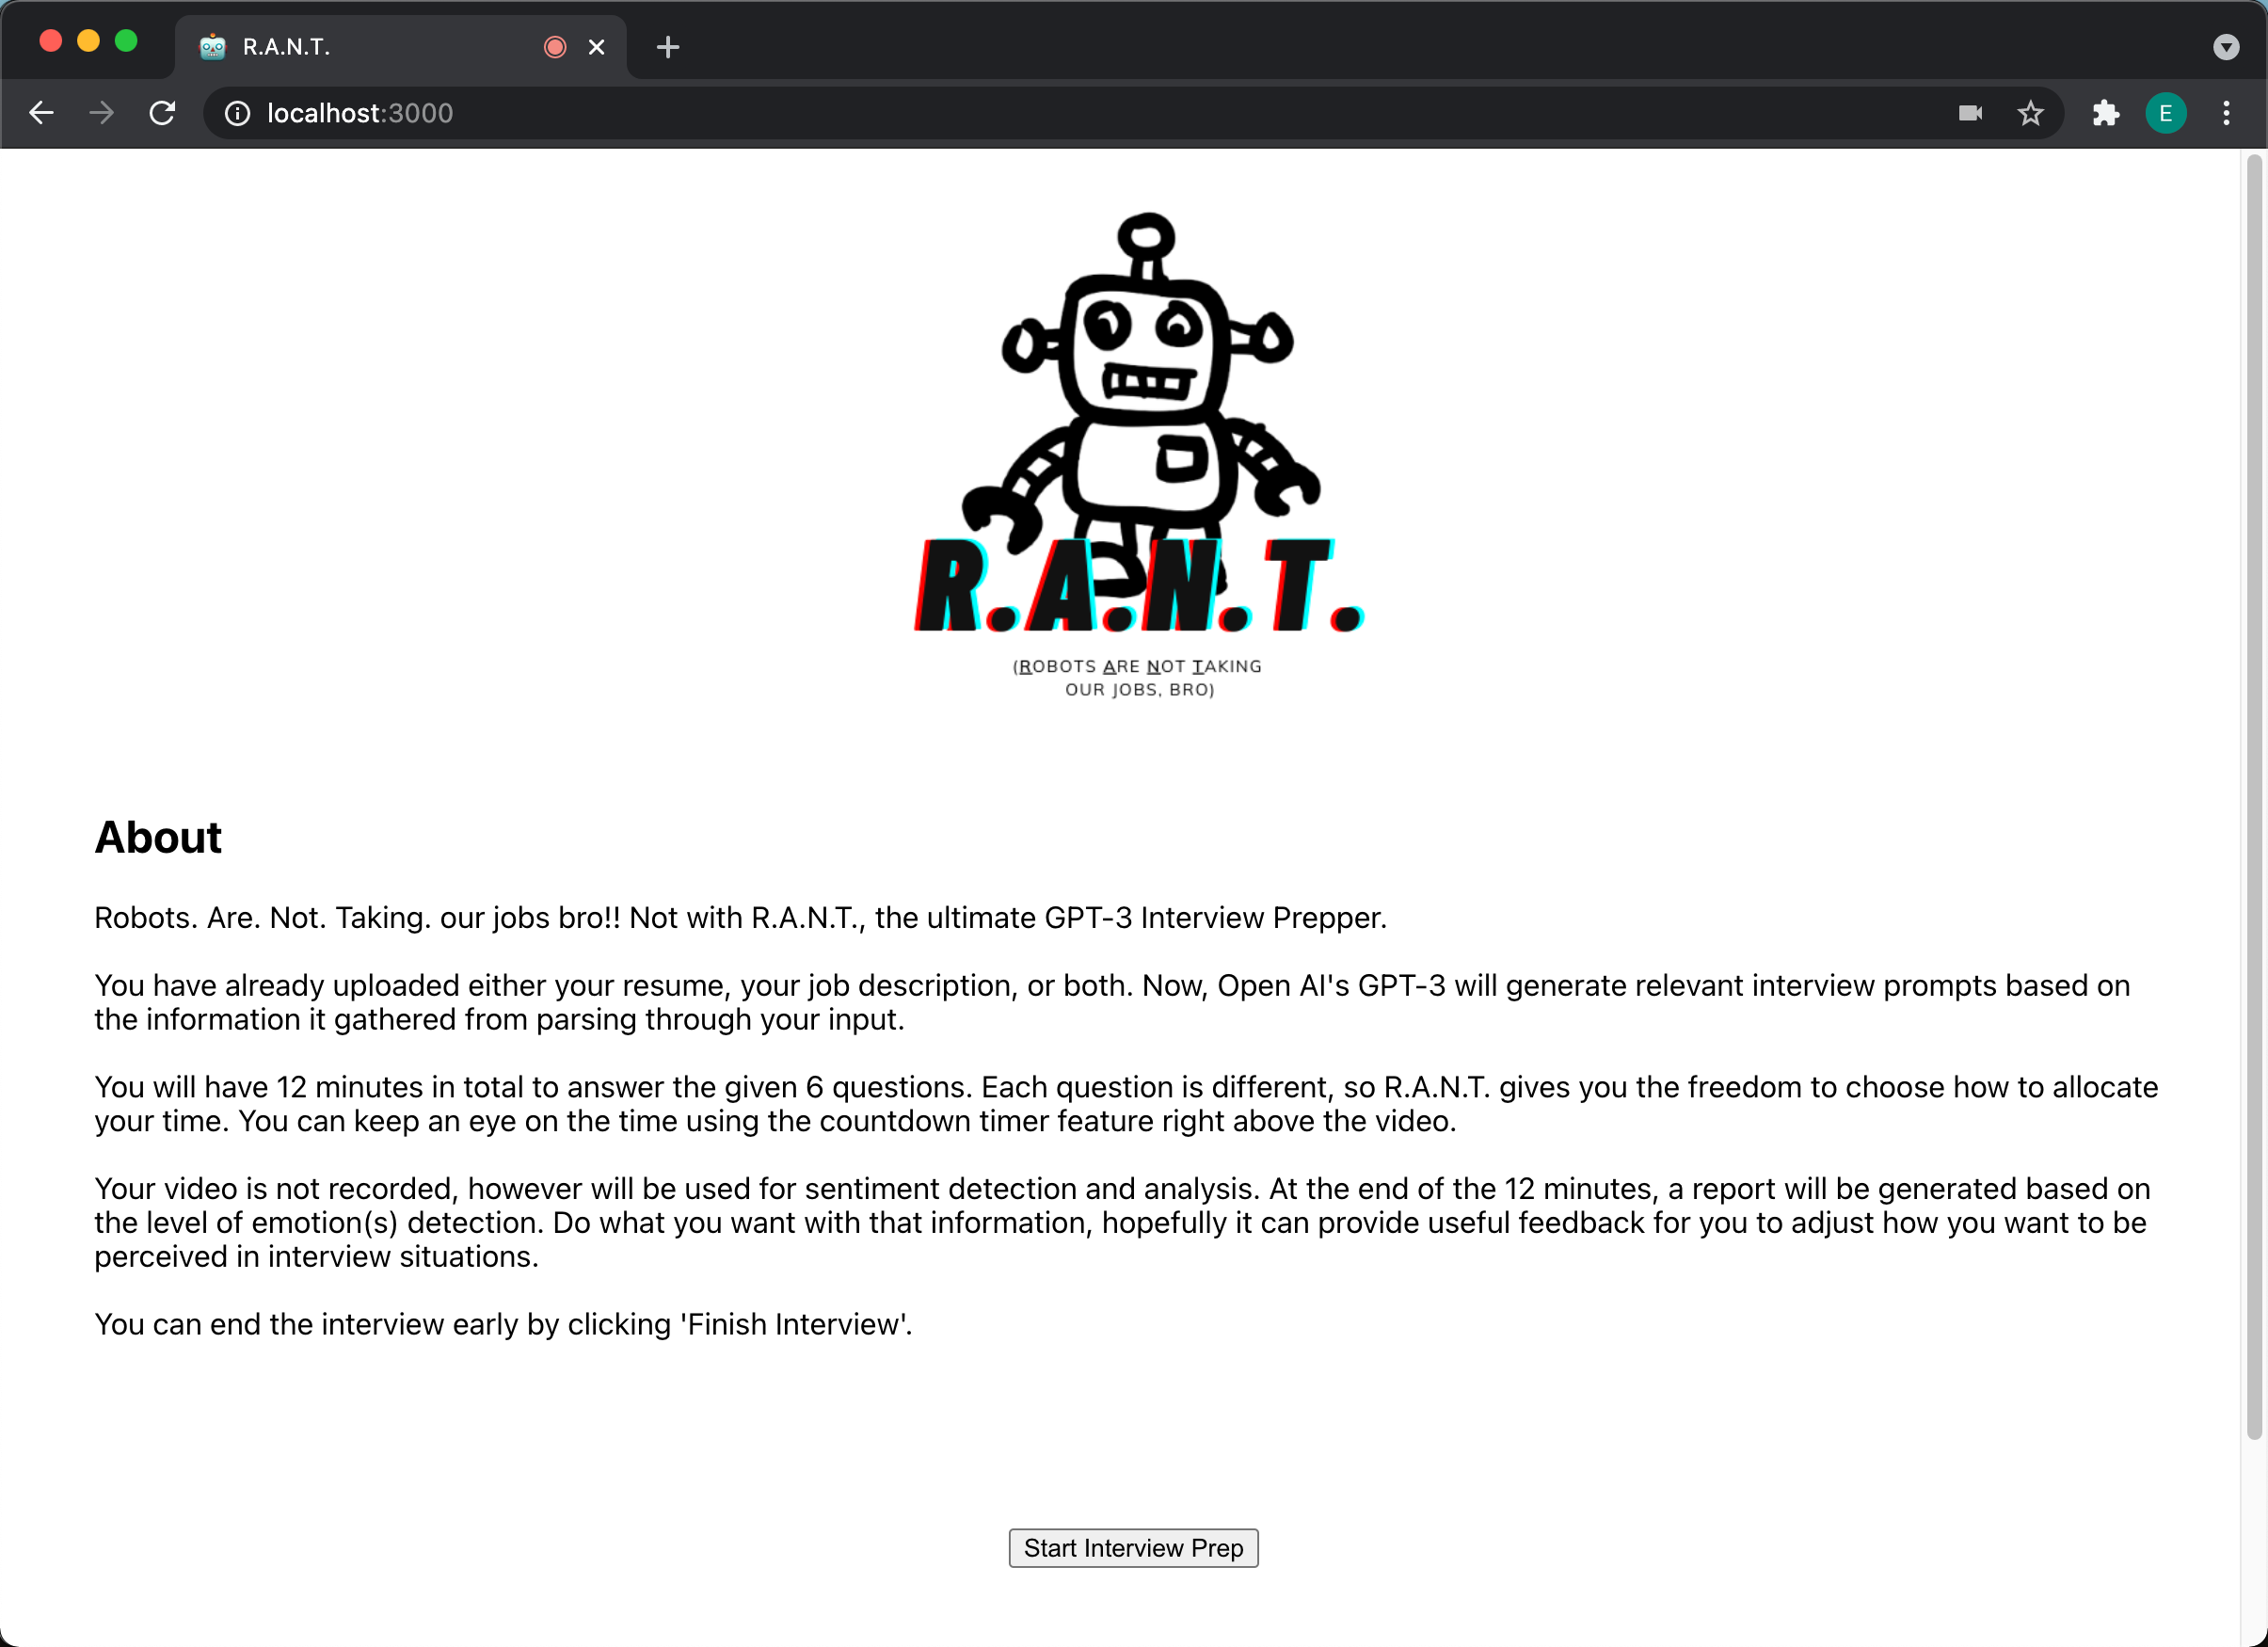 R.A.N.T.
localhost:3000
E
R.A.N.T.
(ROBOTS ARE NOT TAKING
OUR JOBS, BRO)
About
Robots. Are. Not. Taking. our jobs bro!! Not with R.A.N.T., the ultimate GPT-3 Interview Prepper.
You have already uploaded either your resume, your job description, or both. Now, Open AI's GPT-3 will generate relevant interview prompts based on
the information it gathered from parsing through your input.
You will have 12 minutes in total to answer the given 6 questions. Each question is different, so R.A.N.T. gives you the freedom to choose how to allocate
your time. You can keep an eye on the time using the countdown timer feature right above the video.
Your video is not recorded, however will be used for sentiment detection and analysis. At the end of the 12 minutes, a report will be generated based on
the level of emotion(s) detection. Do what you want with that information, hopefully it can provide useful feedback for you to adjust how you want to be
perceived in interview situations.
You can end the interview early by clicking 'Finish Interview'.
Start Interview Prep